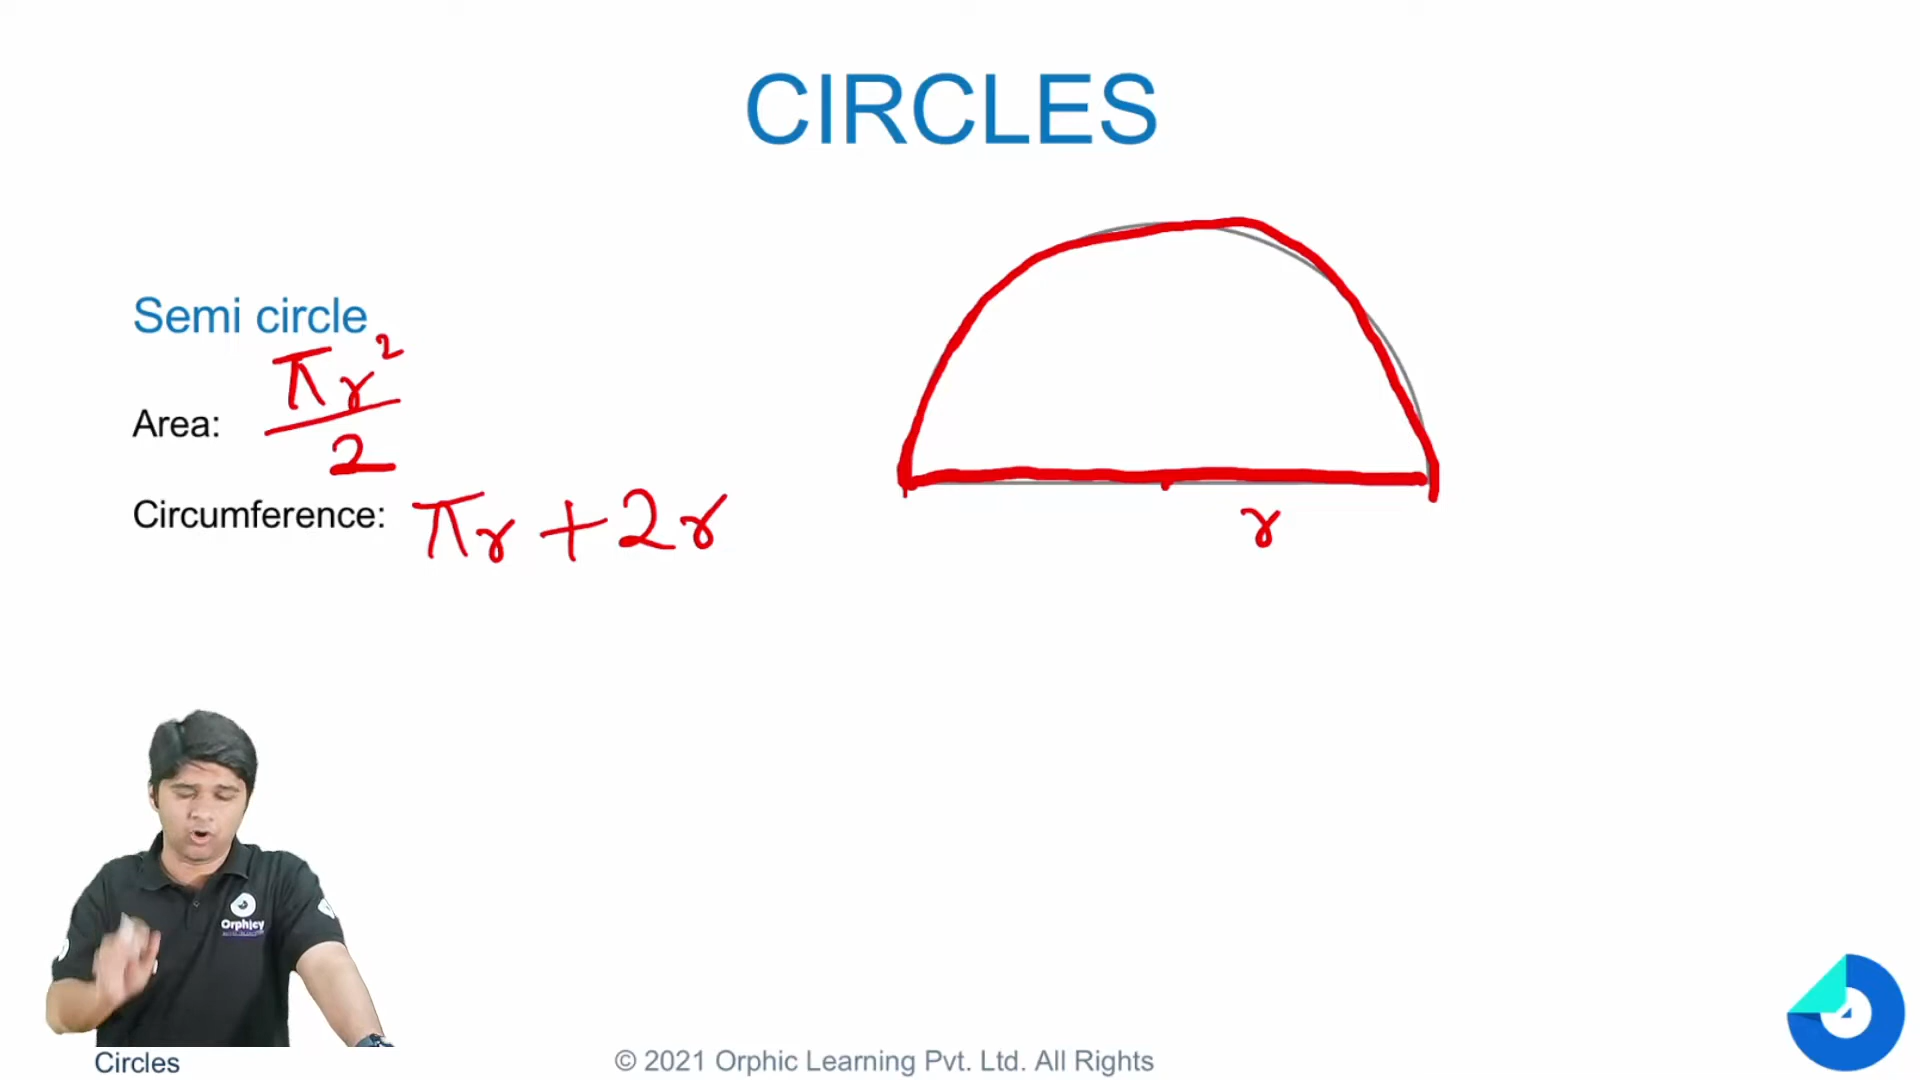 CIRCLES
Semi circle
Area: πr²/2
Circumference: πr + 2r
r
Orphicy
Circles
© 2021 Orphic Learning Pvt. Ltd. All Rights